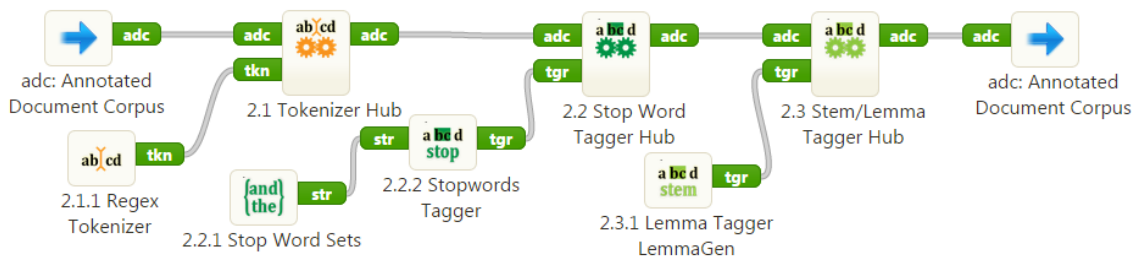 adc
adc
ab cd
adc
adc
a bc d
adc
adc
a bc d
adc
adc
tkn
tgr
tgr
adc: Annotated
Document Corpus
2.1 Tokenizer Hub
2.2 Stop Word
Tagger Hub
2.3 Stem/Lemma
Tagger Hub
adc: Annotated
Document Corpus
ab cd
tkn
str
a bc d
stop
tgr
2.1.1 Regex
Tokenizer
{and
the}
str
2.2.2 Stopwords
Tagger
a bc d
stem
tgr
2.2.1 Stop Word Sets
2.3.1 Lemma Tagger
LemmaGen